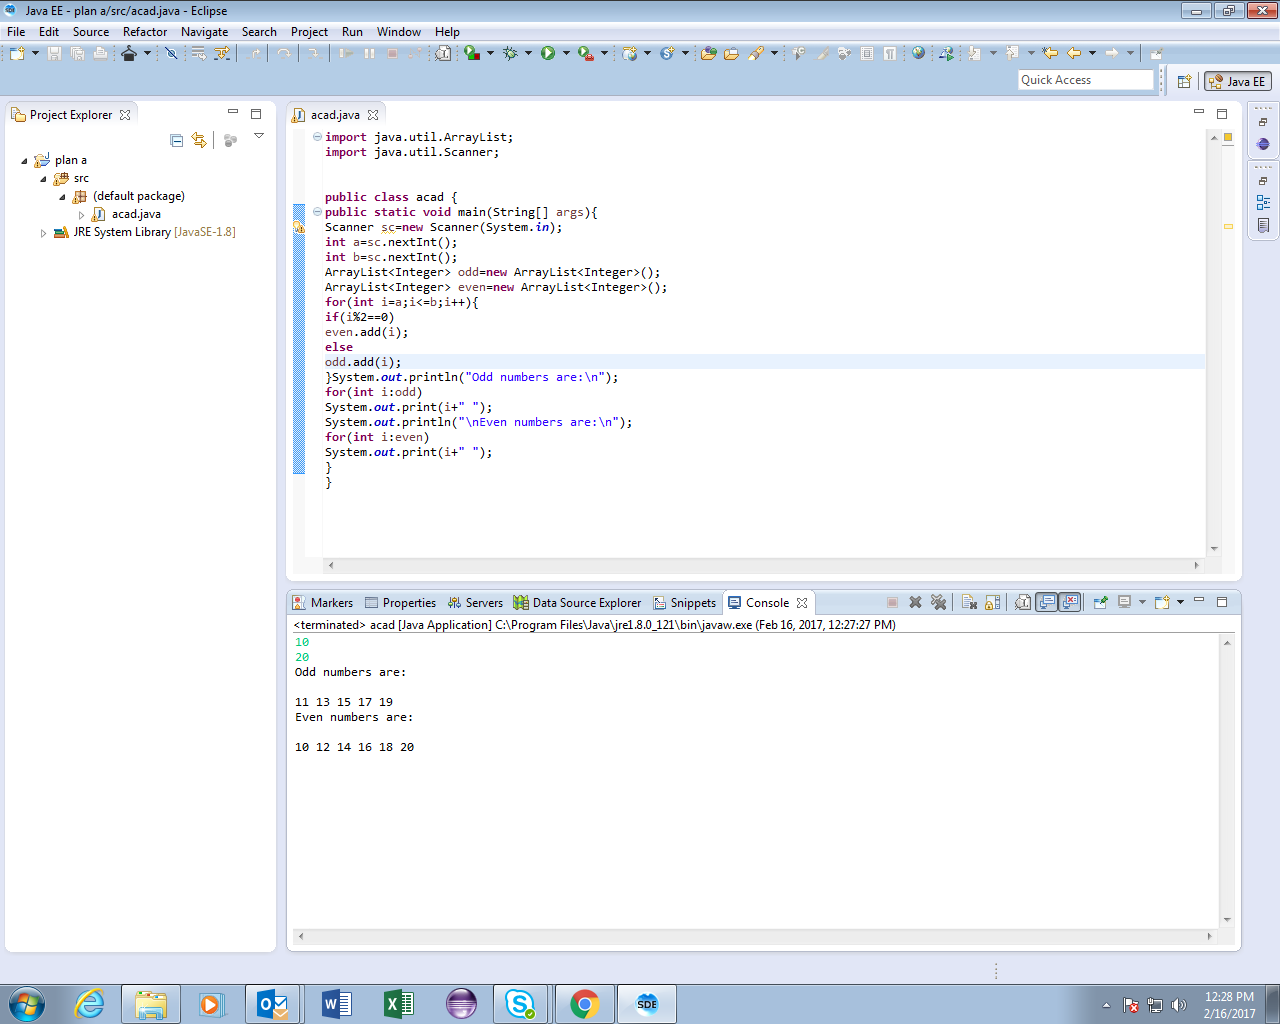 Java EE - plan a/src/acad.java - Eclipse
File Edit Source Refactor Navigate Search Project Run Window Help
Quick Access
Java EE
Project Explorer
plan a
src
(default package)
acad.java
JRE System Library [JavaSE-1.8]
acad.java
import java.util.ArrayList;
import java.util.Scanner;
public class acad {
public static void main(String[] args){
Scanner sc=new Scanner(System.in);
int a=sc.nextInt();
int b=sc.nextInt();
ArrayList<Integer> odd=new ArrayList<Integer>();
ArrayList<Integer> even=new ArrayList<Integer>();
for(int i=a;i<=b;i++){
if(i%2==0)
even.add(i);
else
odd.add(i);
}System.out.println("Odd numbers are:\n");
for(int i:odd)
System.out.print(i+" ");
System.out.println("\nEven numbers are:\n");
for(int i:even)
System.out.print(i+" ");
}
}
Markers Properties Servers Data Source Explorer Snippets Console
<terminated> acad [Java Application] C:\Program Files\Java\jre1.8.0_121\bin\javaw.exe (Feb 16, 2017, 12:27:27 PM)
10
20
Odd numbers are:
11 13 15 17 19
Even numbers are:
10 12 14 16 18 20
SDE
12:28 PM
2/16/2017